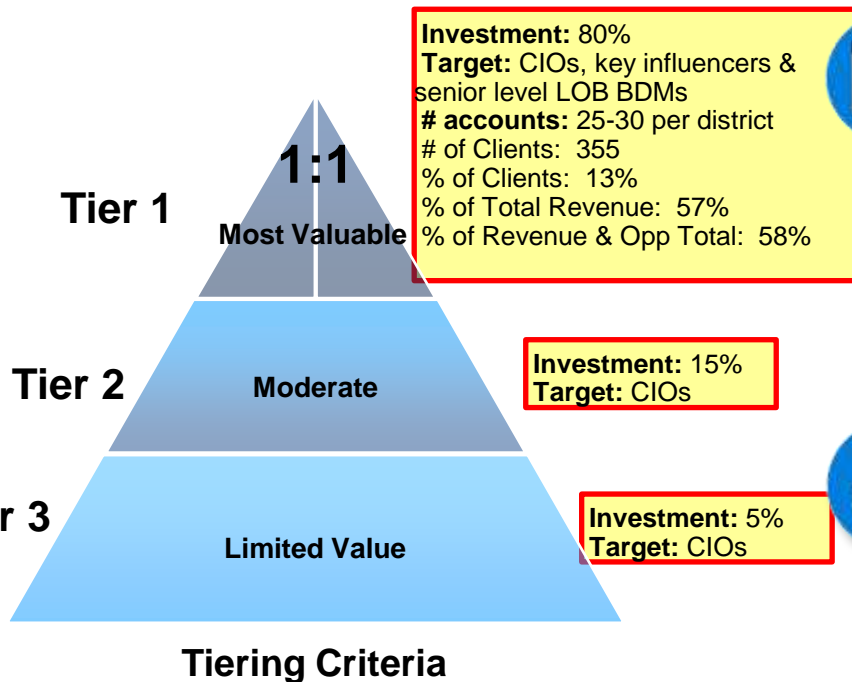 Investment: 80%
Target: CIOs, key influencers &
senior level LOB BDMs
# accounts: 25-30 per district
# of Clients: 355
% of Clients: 13%
% of Total Revenue: 57%
% of Revenue & Opp Total: 58%
1:1
Tier 1
Most Valuable
Tier 2
Moderate
Investment: 15%
Target: CIOs
r 3
Limited Value
Investment: 5%
Target: CIOs
Tiering Criteria